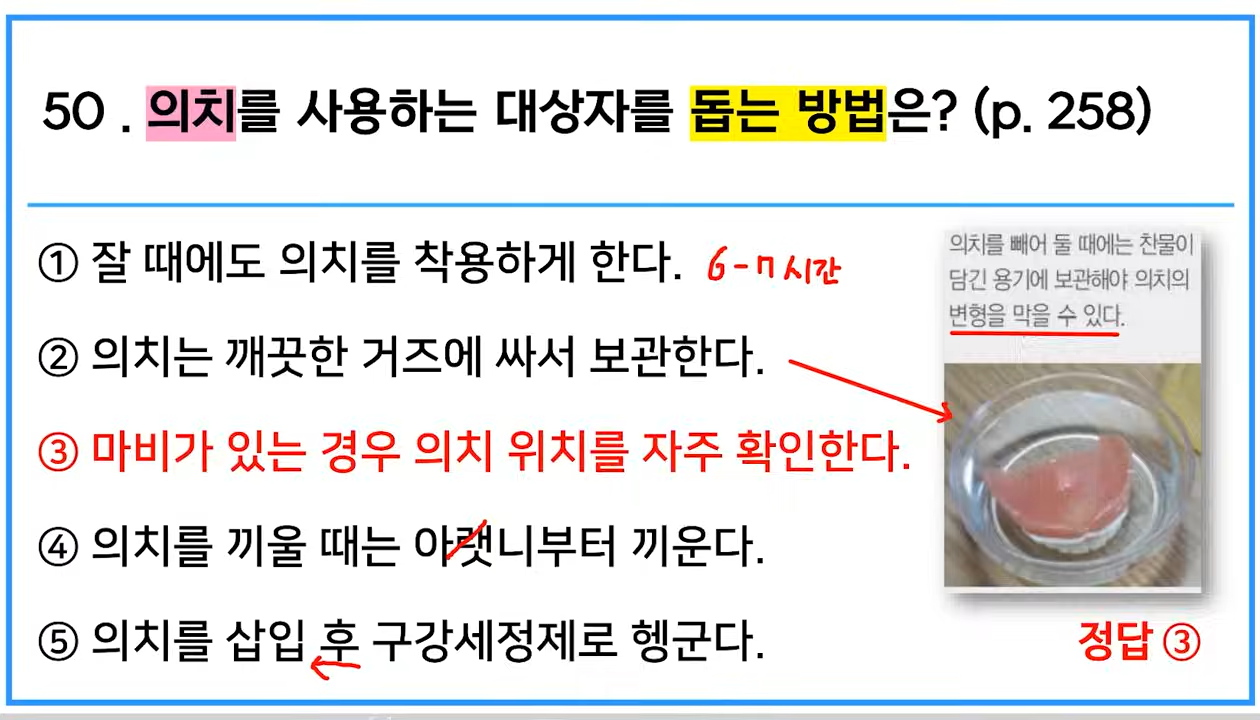 50 . 의치를 사용하는 대상자를 돕는 방법은? (p. 258)
① 잘 때에도 의치를 착용하게 한다. 6-7시간
② 의치는 깨끗한 거즈에 싸서 보관한다.
③ 마비가 있는 경우 의치 위치를 자주 확인한다.
④ 의치를 끼울 때는 아랫니부터 끼운다.
⑤ 의치를 삽입 후 구강세정제로 헹군다.
의치를 빼어 둘 때에는 찬물이
담긴 용기에 보관해야 의치의
변형을 막을 수 있다.
정답 ③